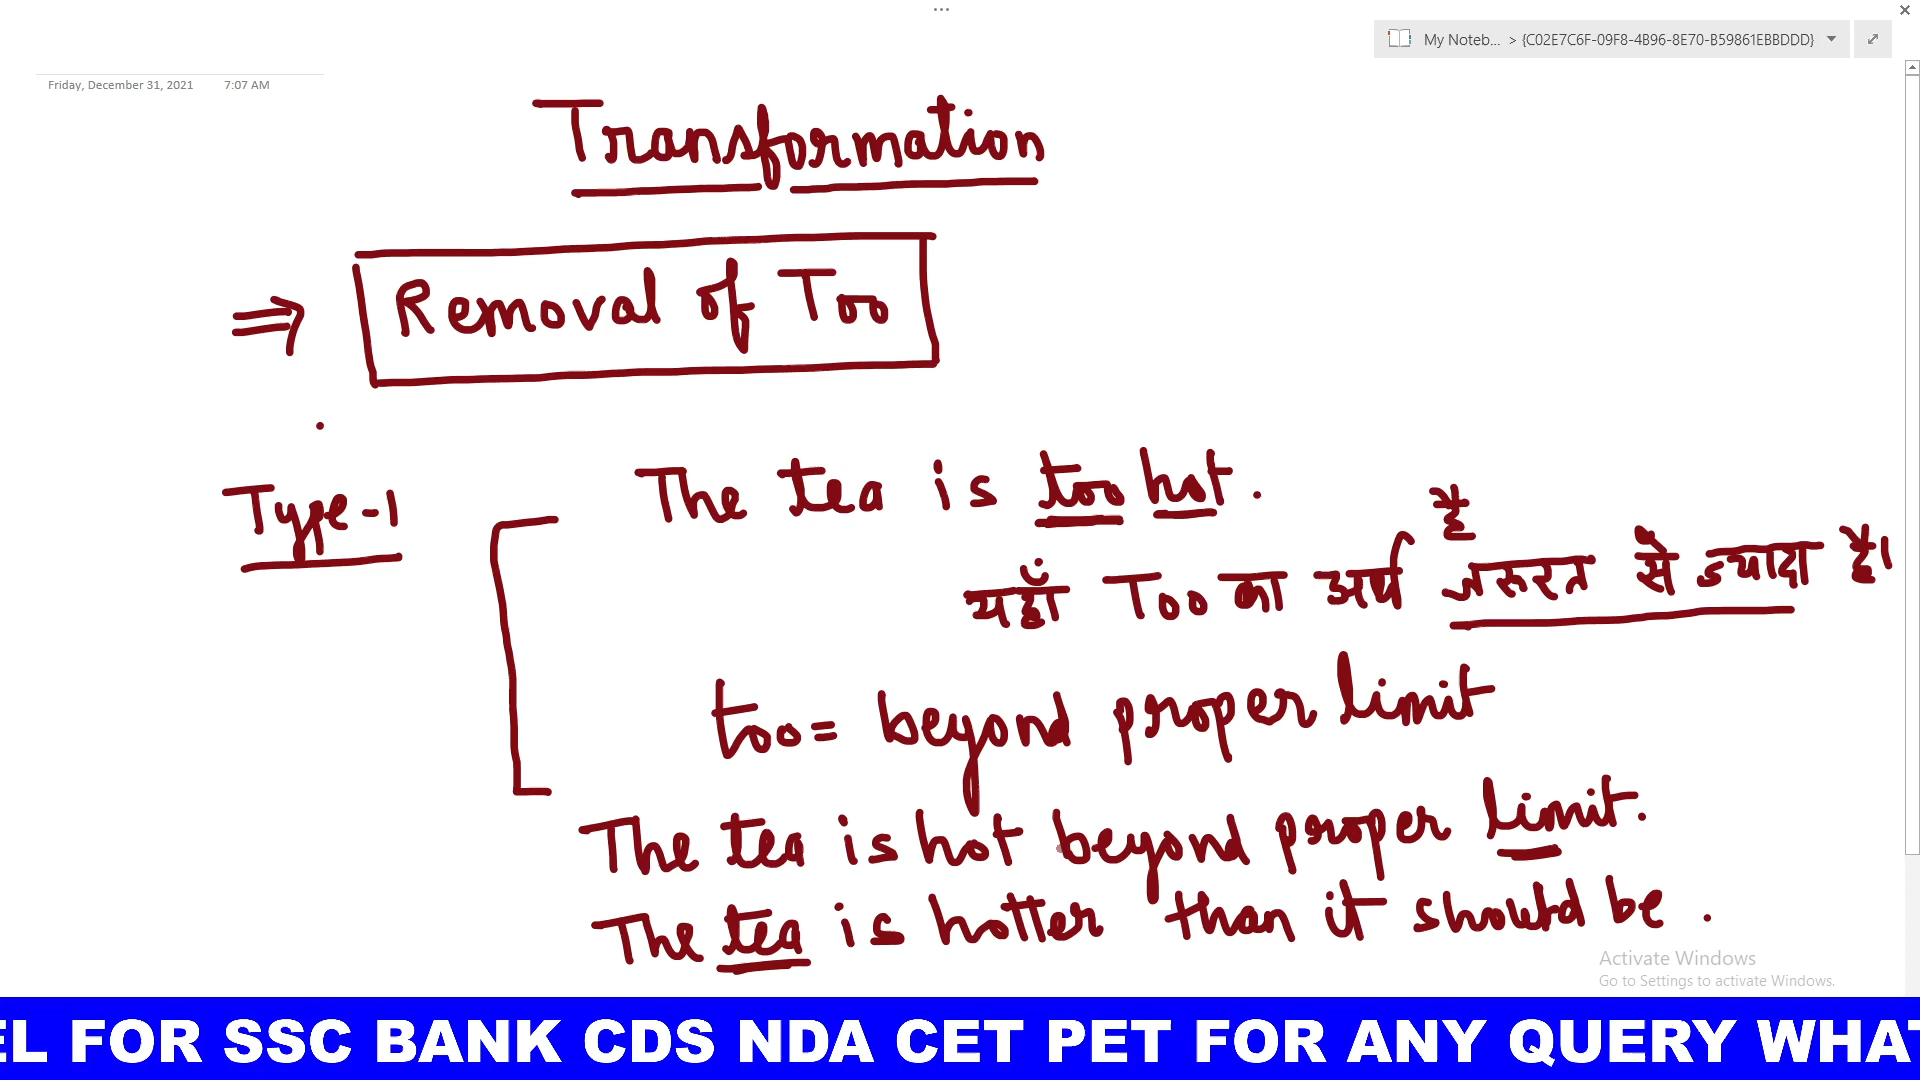 ...
×
My Noteb... > {C02E7C6F-09F8-4B96-8E70-B59861EBBDDD}
Friday, December 31, 2021 7:07 AM
Transformation
⇒ Removal of Too
Type-1
The tea is too hot.
है
यहाँ Too का अर्थ जरुरत से ज्यादा है।
too = beyond proper limit
The tea is hot beyond proper limit.
The tea is hotter than it should be.
Activate Windows
Go to Settings to activate Windows.
EL FOR SSC BANK CDS NDA CET PET FOR ANY QUERY WHAT